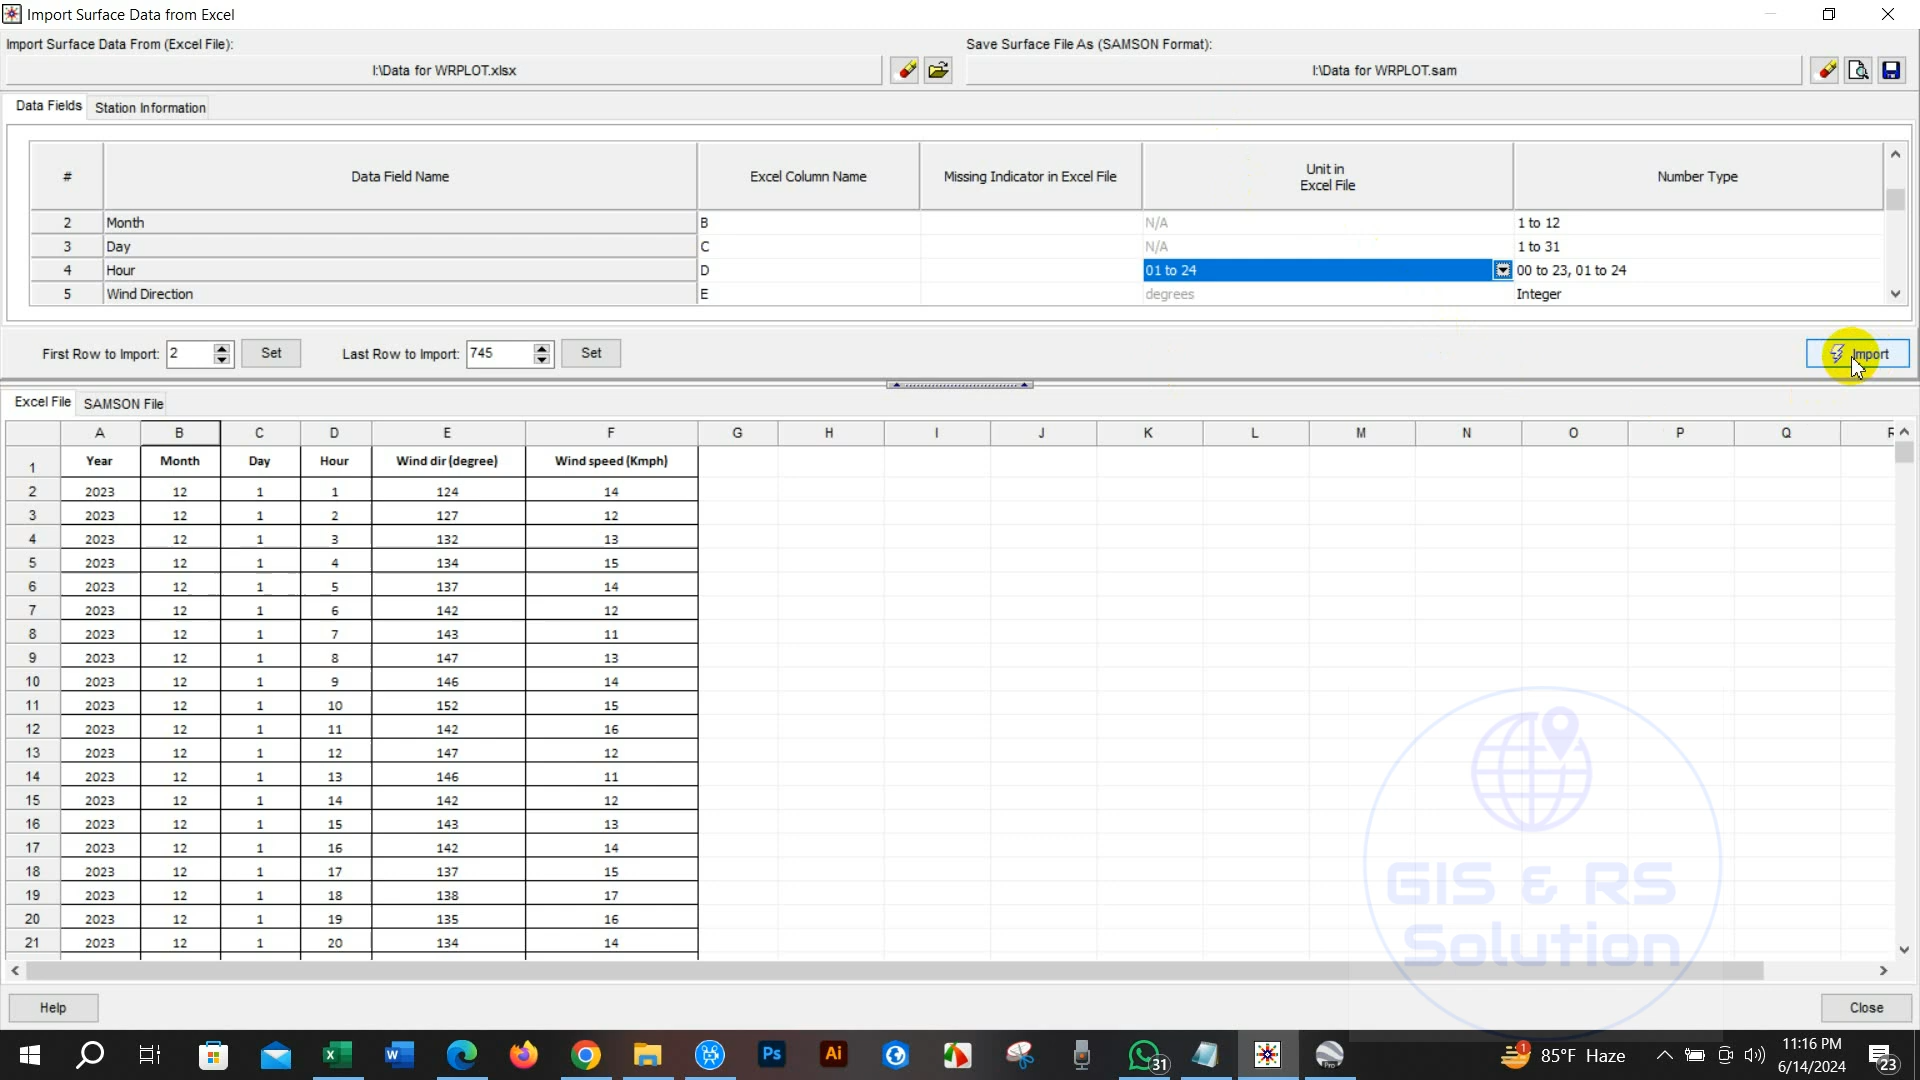 Import Surface Data from Excel
Import Surface Data From (Excel File):
Save Surface File As (SAMSON Format):
I:\Data for WRPLOT.xlsx
I:\Data for WRPLOT.sam
Data Fields
Station Information
# Data Field Name Excel Column Name Missing Indicator in Excel File Unit in Excel File Number Type
2 Month B N/A 1 to 12
3 Day C N/A 1 to 31
4 Hour D 01 to 24 00 to 23, 01 to 24
5 Wind Direction E degrees Integer
First Row to Import: 2 Set Last Row to Import: 745 Set Import
Excel File SAMSON File
A B C D E F G H I J K L M N O P Q
1 Year Month Day Hour Wind dir (degree) Wind speed (Kmph)
2 2023 12 1 1 124 14
3 2023 12 1 2 127 12
4 2023 12 1 3 132 13
5 2023 12 1 4 134 15
6 2023 12 1 5 137 14
7 2023 12 1 6 142 12
8 2023 12 1 7 143 11
9 2023 12 1 8 147 13
10 2023 12 1 9 146 14
11 2023 12 1 10 152 15
12 2023 12 1 11 142 16
13 2023 12 1 12 147 12
14 2023 12 1 13 146 11
15 2023 12 1 14 142 12
16 2023 12 1 15 143 13
17 2023 12 1 16 142 14
18 2023 12 1 17 137 15
19 2023 12 1 18 138 17
20 2023 12 1 19 135 16
21 2023 12 1 20 134 14
GIS & RS
Solution
Help
Close
Ps
Ai
31
1
85°F Haze
11:16 PM
6/14/2024
23